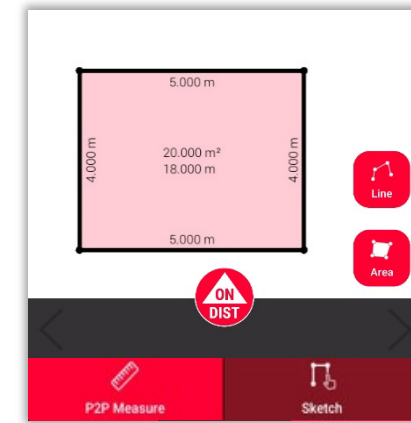 5.000 m
4.000 m
20.000 m²
18.000 m
4.000 m
5.000 m
Line
Area
ON
DIST
P2P Measure
Sketch